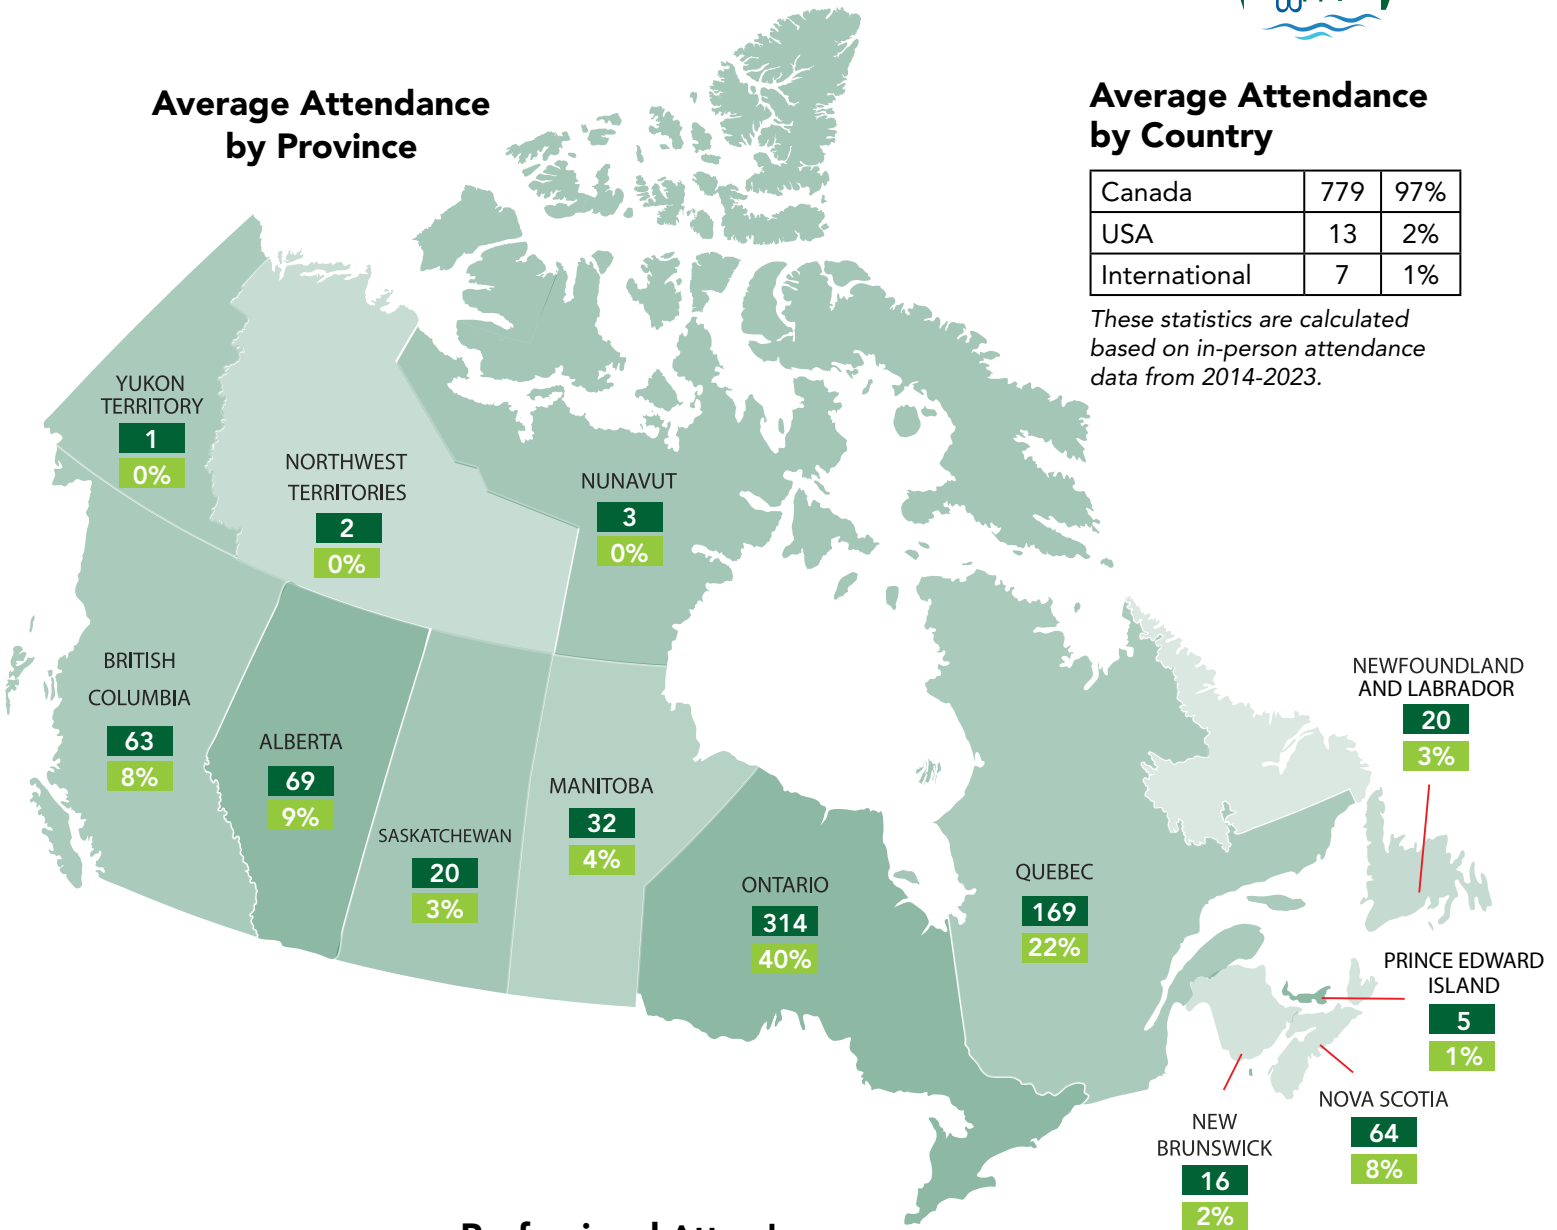 Average Attendance
by Province
Average Attendance
by Country
Canada 779 97%
USA 13 2%
International 7 1%
These statistics are calculated
based on in-person attendance
data from 2014-2023.
YUKON
TERRITORY
1
0%
NORTHWEST
TERRITORIES
2
0%
NUNAVUT
3
0%
BRITISH
COLUMBIA
63
8%
ALBERTA
69
9%
SASKATCHEWAN
20
3%
MANITOBA
32
4%
ONTARIO
314
40%
QUEBEC
169
22%
NEWFOUNDLAND
AND LABRADOR
20
3%
PRINCE EDWARD
ISLAND
5
1%
NOVA SCOTIA
64
8%
NEW
BRUNSWICK
16
2%